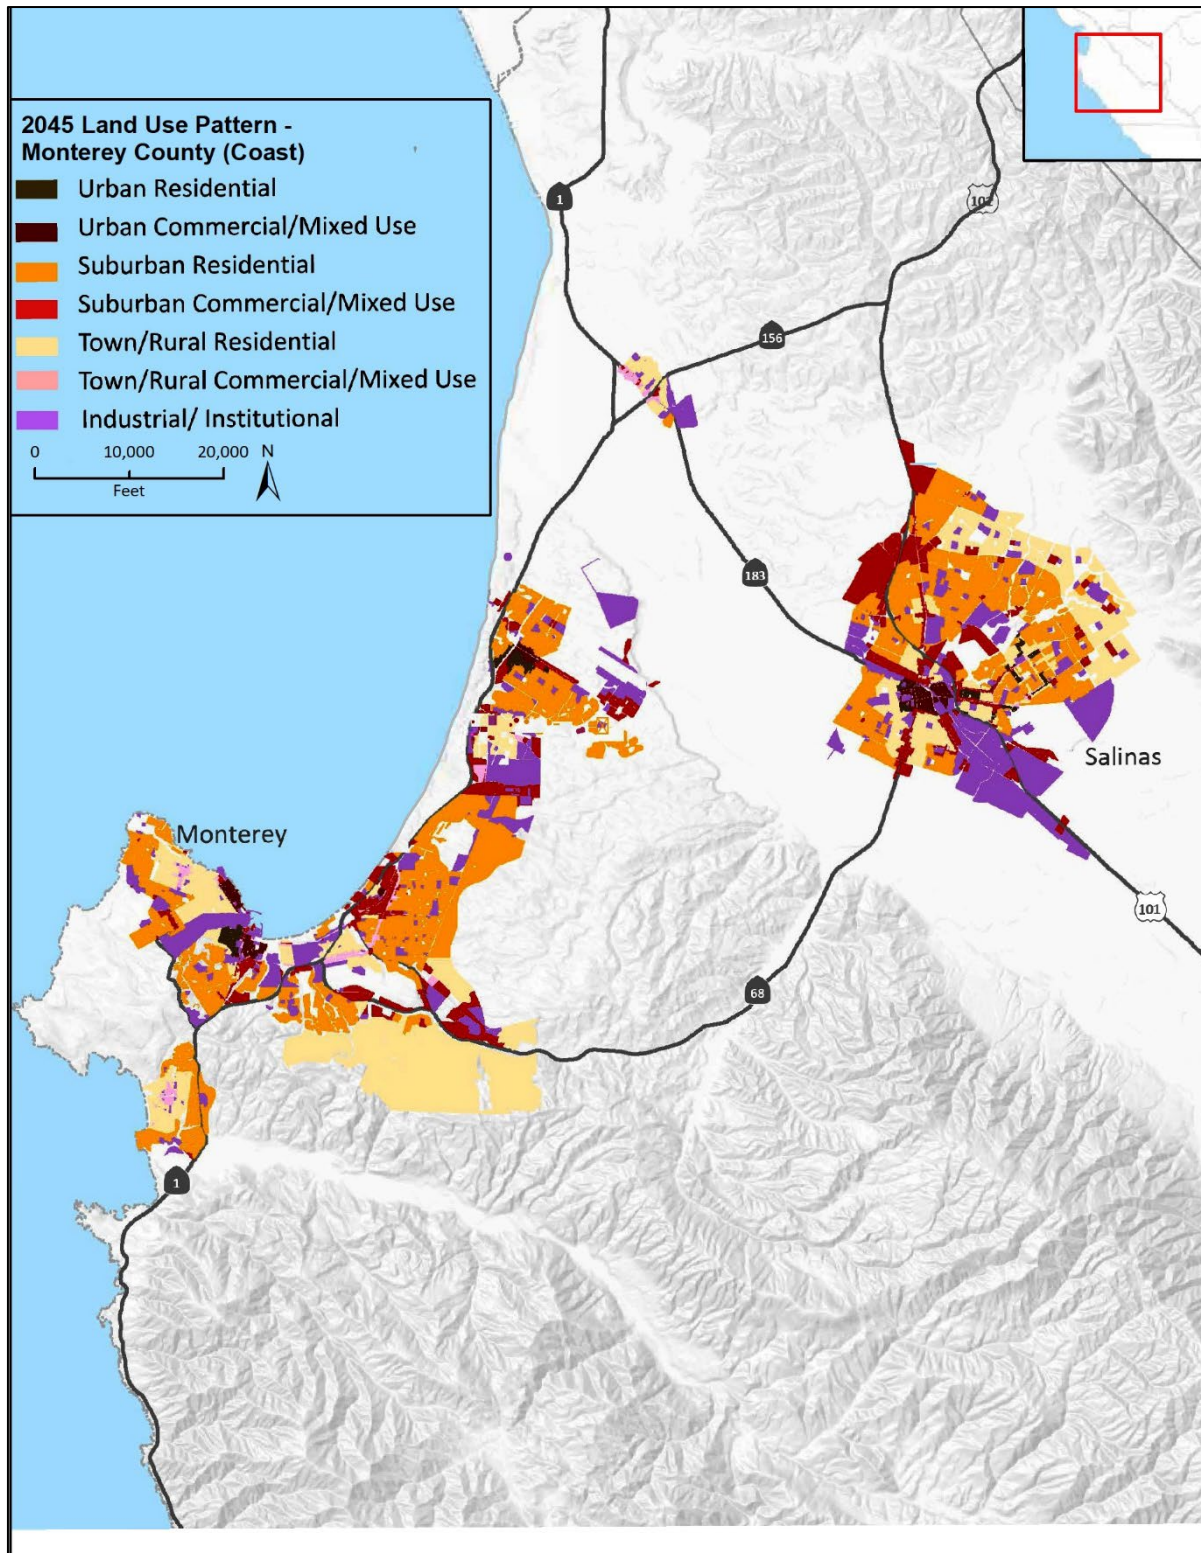 2045 Land Use Pattern -
Monterey County (Coast)
Urban Residential
Urban Commercial/Mixed Use
Suburban Residential
Suburban Commercial/Mixed Use
Town/Rural Residential
Town/Rural Commercial/Mixed Use
Industrial/ Institutional
0 10,000 20,000 N
Feet
1
101
156
183
Salinas
Monterey
101
68
1